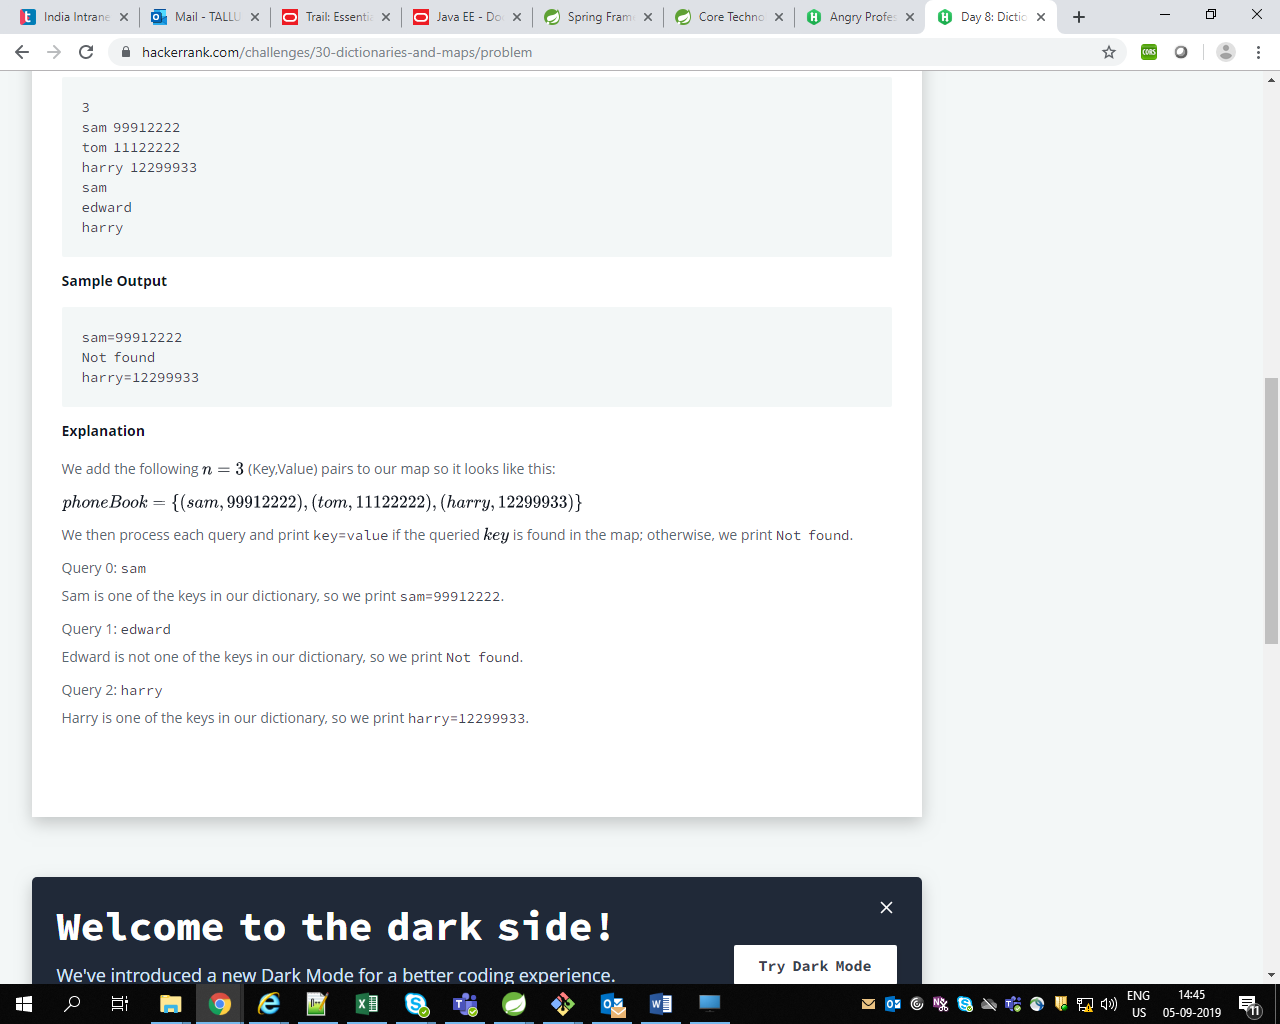 India Intrane
Mail - TALLU
Trail: Essentia
Java EE - Do
Spring Fram
Core Techno
Angry Profes
Day 8: Dictio
hackerrank.com/challenges/30-dictionaries-and-maps/problem
CORS
3
sam 99912222
tom 11122222
harry 12299933
sam
edward
harry
Sample Output
sam=99912222
Not found
harry=12299933
Explanation
We add the following n = 3 (Key,Value) pairs to our map so it looks like this:
phoneBook = {(sam, 99912222), (tom, 11122222), (harry, 12299933)}
We then process each query and print key=value if the queried key is found in the map; otherwise, we print Not found.
Query 0: sam
Sam is one of the keys in our dictionary, so we print sam=99912222.
Query 1: edward
Edward is not one of the keys in our dictionary, so we print Not found.
Query 2: harry
Harry is one of the keys in our dictionary, so we print harry=12299933.
Welcome to the dark side!
We've introduced a new Dark Mode for a better coding experience.
Try Dark Mode
ENG
US
14:45
05-09-2019
11